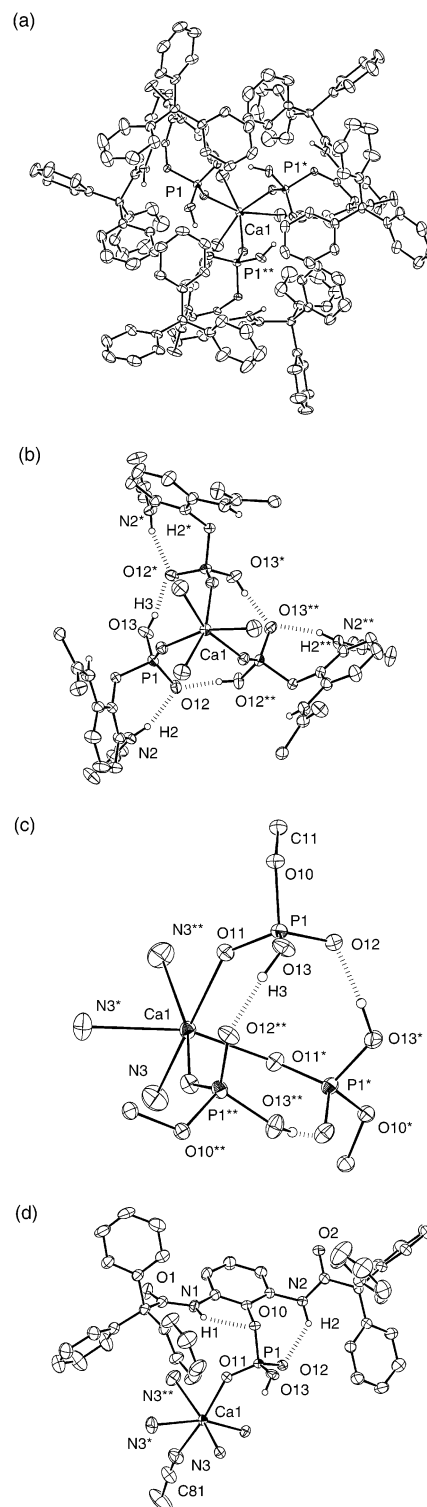 (a)
P1
P1*
Ca1
P1**
(b)
N2*
H2*
O12*
O13*
H3
O13
O13**
N2**
H2**
Ca1
P1
O12
O12**
H2
N2
(c)
C11
O10
N3**
O11
P1
O12
O13
H3
N3*
Ca1
O12**
O13*
O11*
N3
O13**
P1*
P1**
O10*
O10**
(d)
O2
O1
N1
N2
O10
H1
H2
P1
O11
O12
O13
N3**
Ca1
N3*
N3
C81